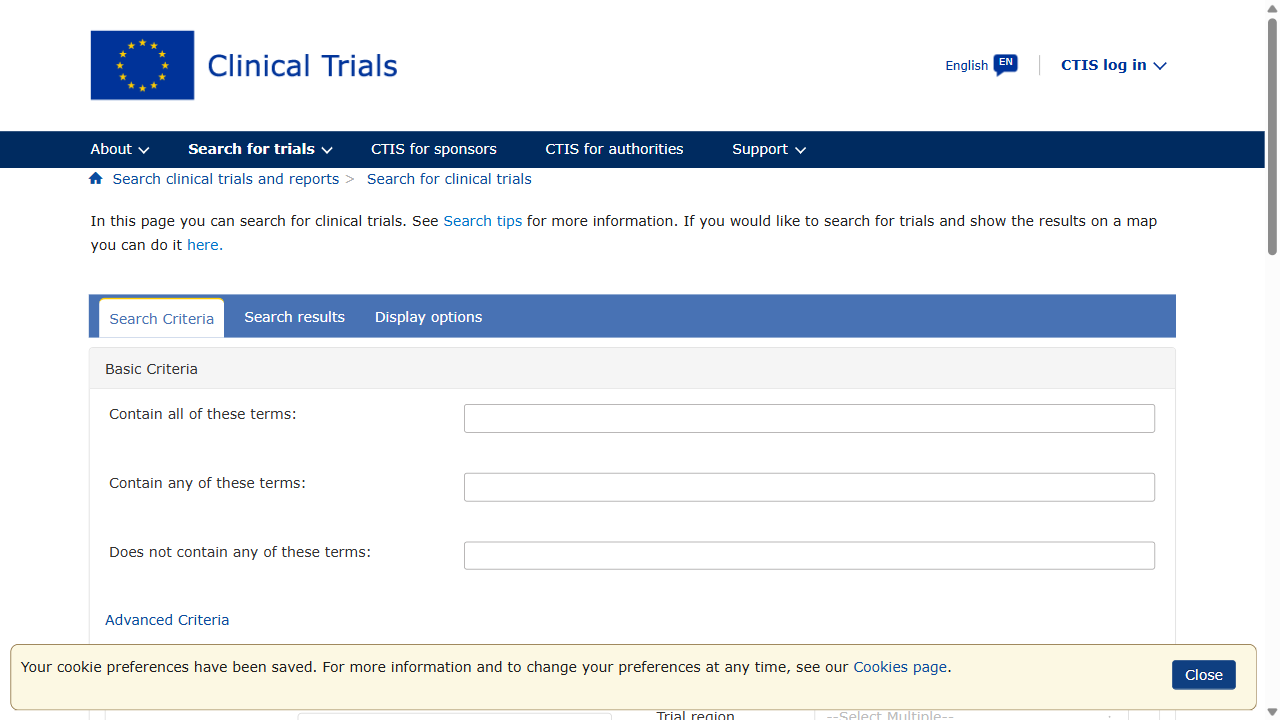 Clinical Trials
English EN
CTIS log in
About
Search for trials
CTIS for sponsors
CTIS for authorities
Support
Search clinical trials and reports >
Search for clinical trials
In this page you can search for clinical trials. See Search tips for more information. If you would like to search for trials and show the results on a map
you can do it here.
Search Criteria
Search results
Display options
Basic Criteria
Contain all of these terms:
Contain any of these terms:
Does not contain any of these terms:
Advanced Criteria
Your cookie preferences have been saved. For more information and to change your preferences at any time, see our Cookies page.
Close
Trial region
--Select Multiple--